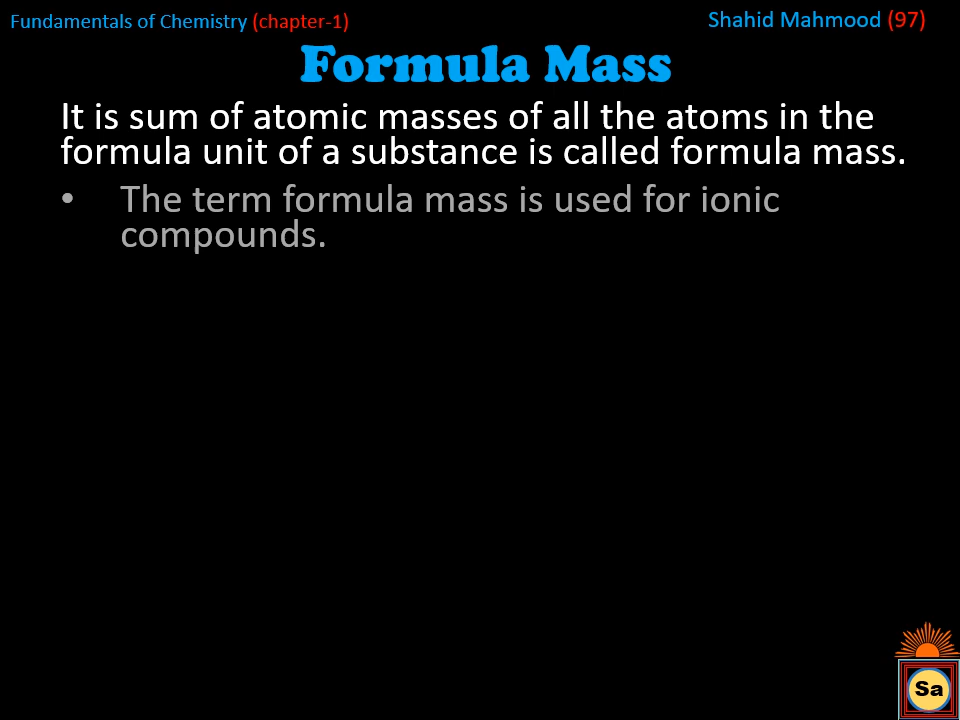 Fundamentals of Chemistry (chapter-1)
Shahid Mahmood (97)
Formula Mass
It is sum of atomic masses of all the atoms in the
formula unit of a substance is called formula mass.
• The term formula mass is used for ionic
compounds.
Sa